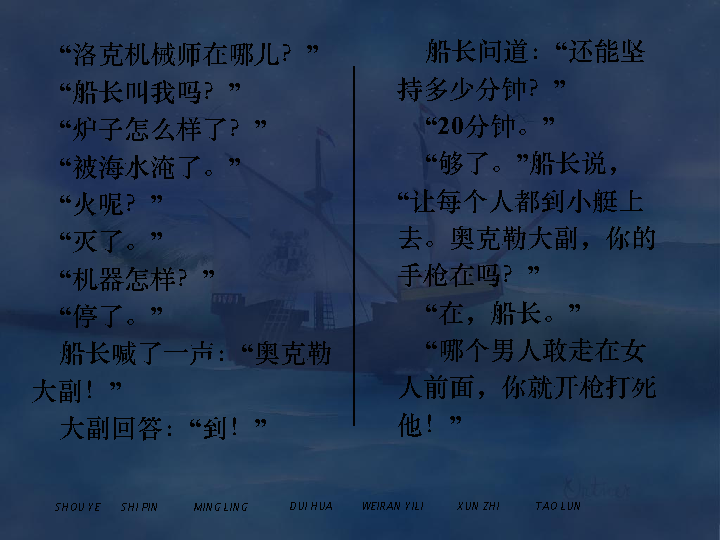 “洛克机械师在哪儿？”
“船长叫我吗？”
“炉子怎么样了？”
“被海水淹了。”
“火呢？”
“灭了。”
“机器怎样？”
“停了。”
船长喊了一声：“奥克勒
大副！”
大副回答：“到！”
船长问道：“还能坚
持多少分钟？”
“20分钟。”
“够了。”船长说，
“让每个人都到小艇上
去。奥克勒大副，你的
手枪在吗？”
“在，船长。”
“哪个男人敢走在女
人前面，你就开枪打死
他！”
SHOU YE SHI PIN MING LING DUI HUA WEIRAN YI LI XUN ZHI TAO LUN